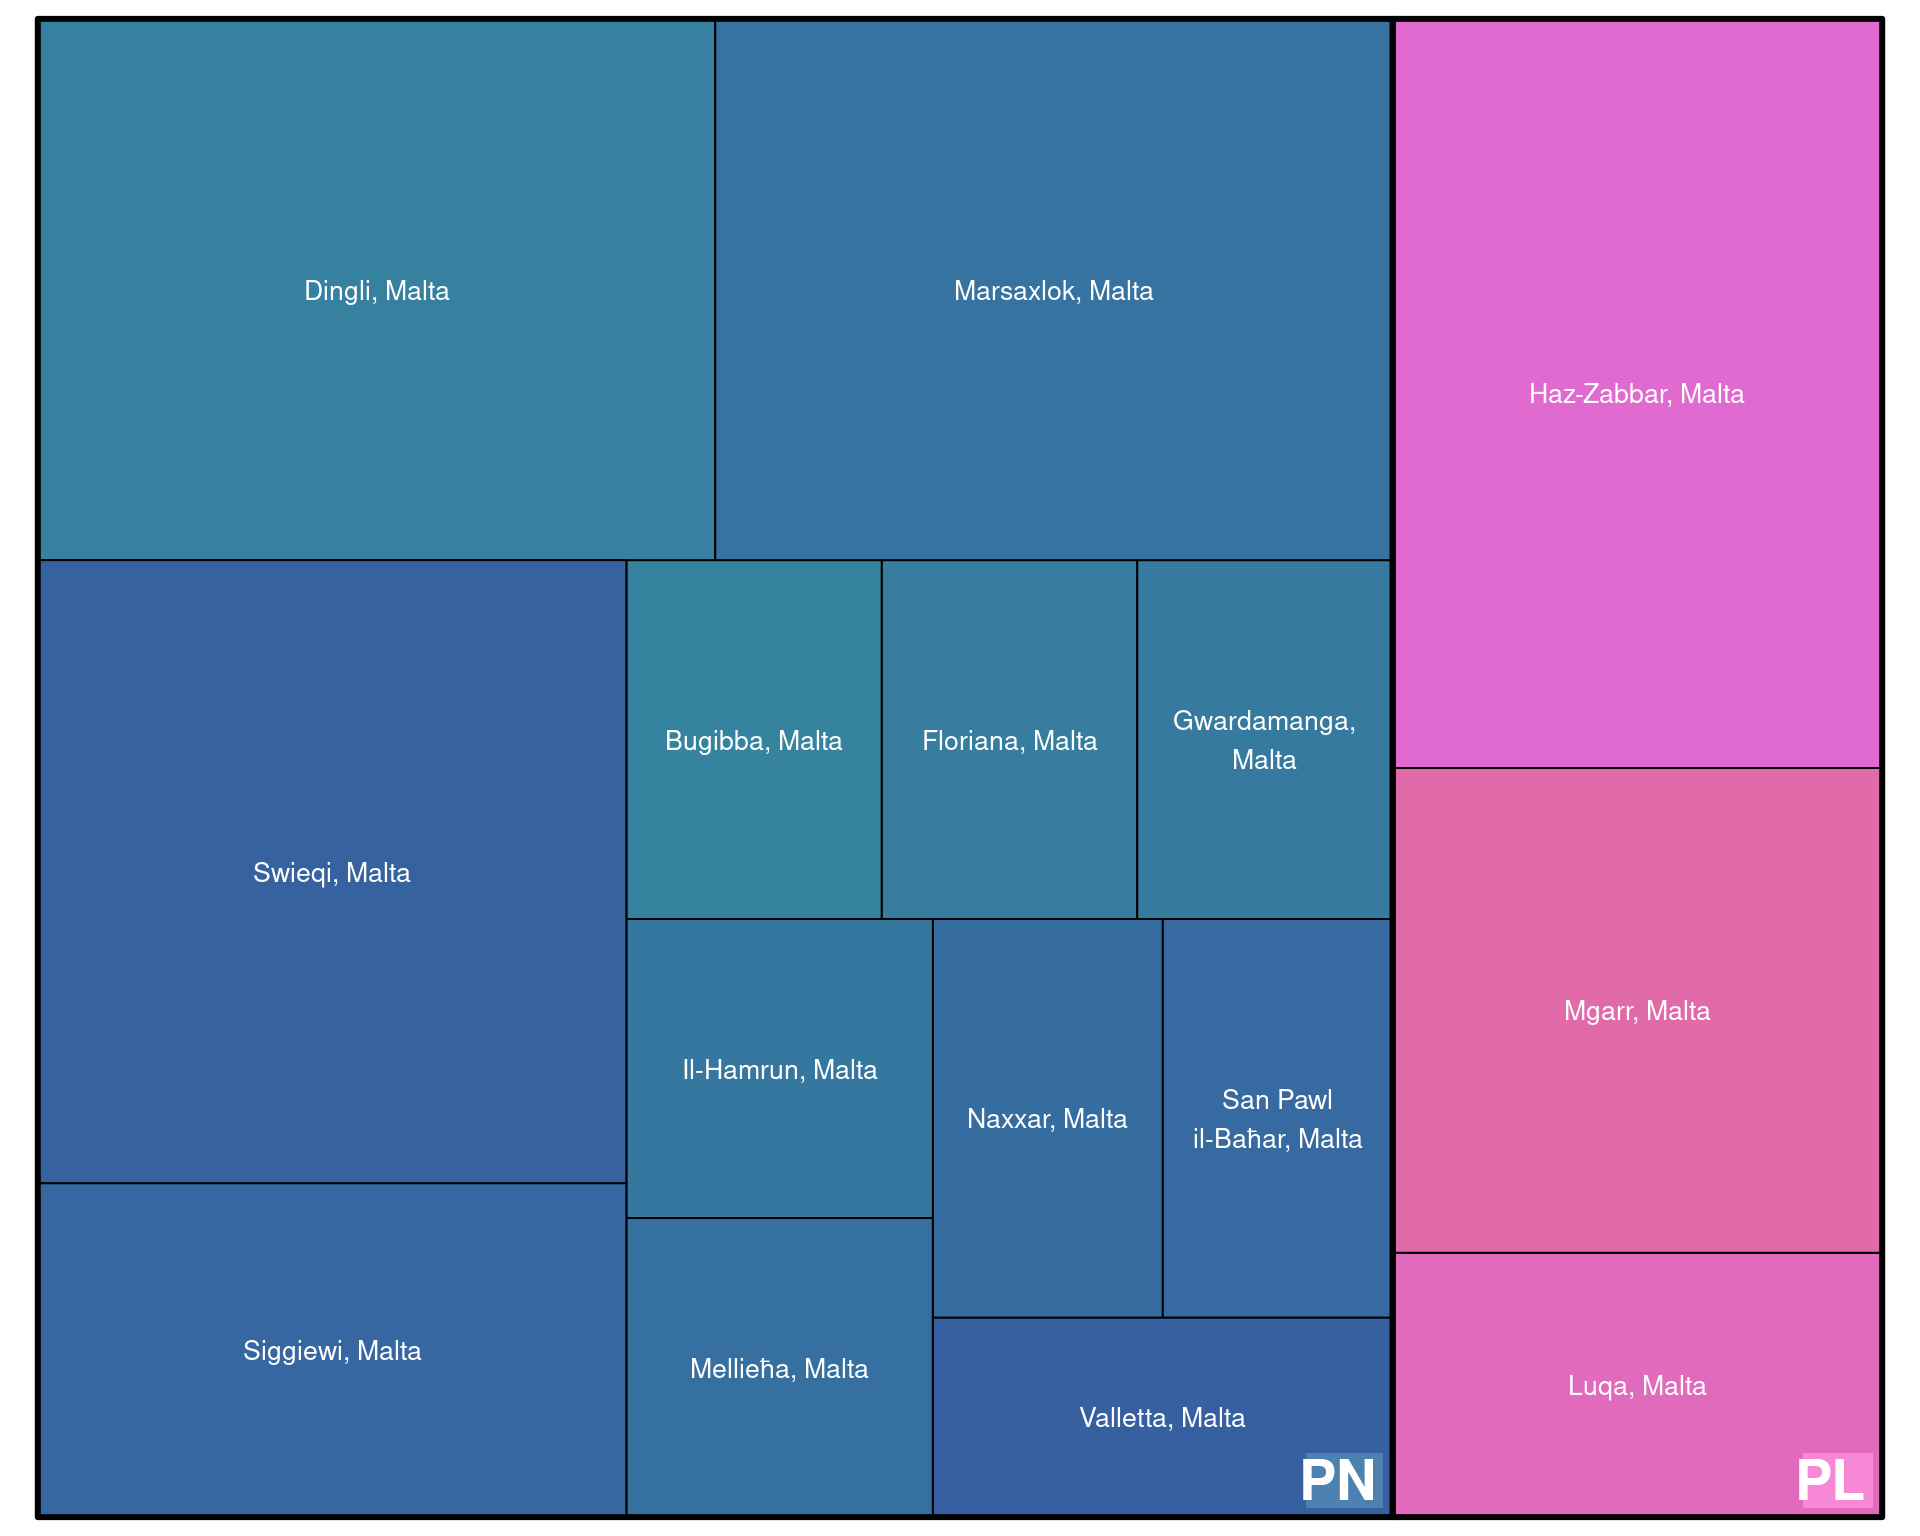 Dingli, Malta
Marsaxlok, Malta
Haz-Zabbar, Malta
Swieqi, Malta
Bugibba, Malta
Floriana, Malta
Gwardamanga,
Malta
Il-Hamrun, Malta
Naxxar, Malta
San Pawl
il-Baħar, Malta
Mgarr, Malta
Siggiewi, Malta
Mellieħa, Malta
Valletta, Malta
Luqa, Malta
PN
PL